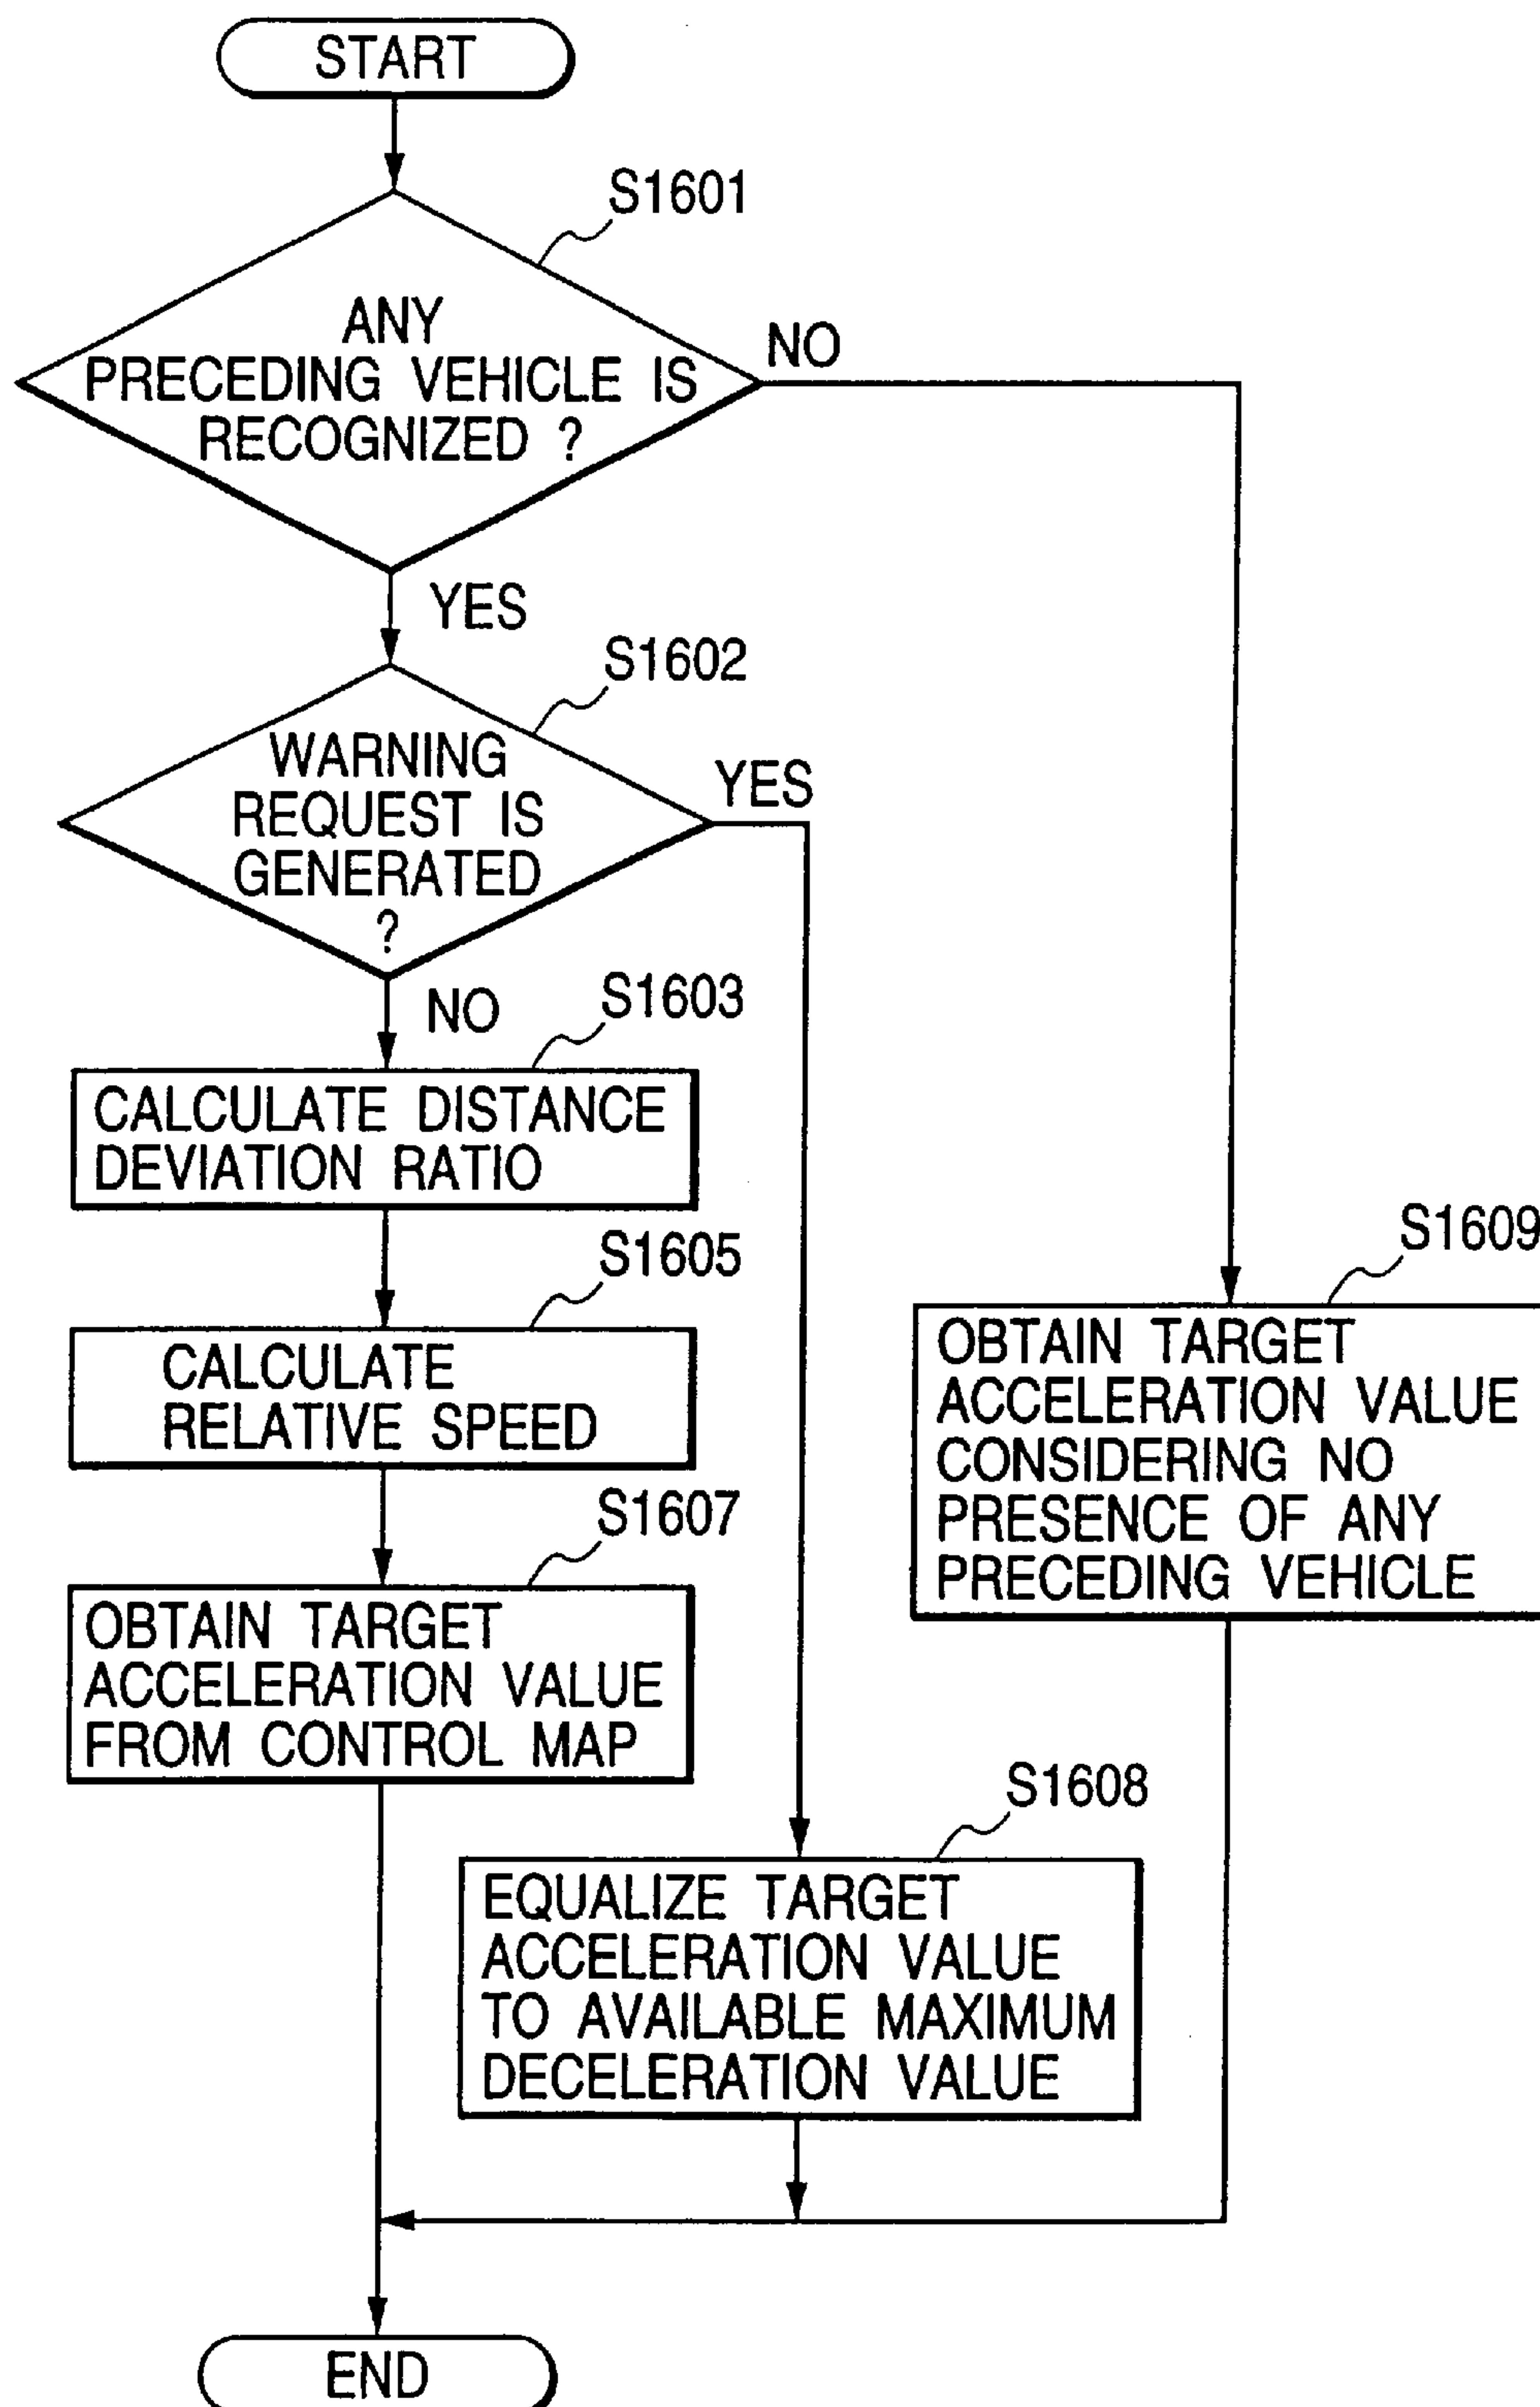 START
S1601
ANY
PRECEDING VEHICLE IS
RECOGNIZED ?
NO
YES
S1602
WARNING
REQUEST IS
GENERATED
?
YES
NO
S1603
CALCULATE DISTANCE
DEVIATION RATIO
S1605
CALCULATE
RELATIVE SPEED
S1607
OBTAIN TARGET
ACCELERATION VALUE
FROM CONTROL MAP
S1609
OBTAIN TARGET
ACCELERATION VALUE
CONSIDERING NO
PRESENCE OF ANY
PRECEDING VEHICLE
S1608
EQUALIZE TARGET
ACCELERATION VALUE
TO AVAILABLE MAXIMUM
DECELERATION VALUE
END